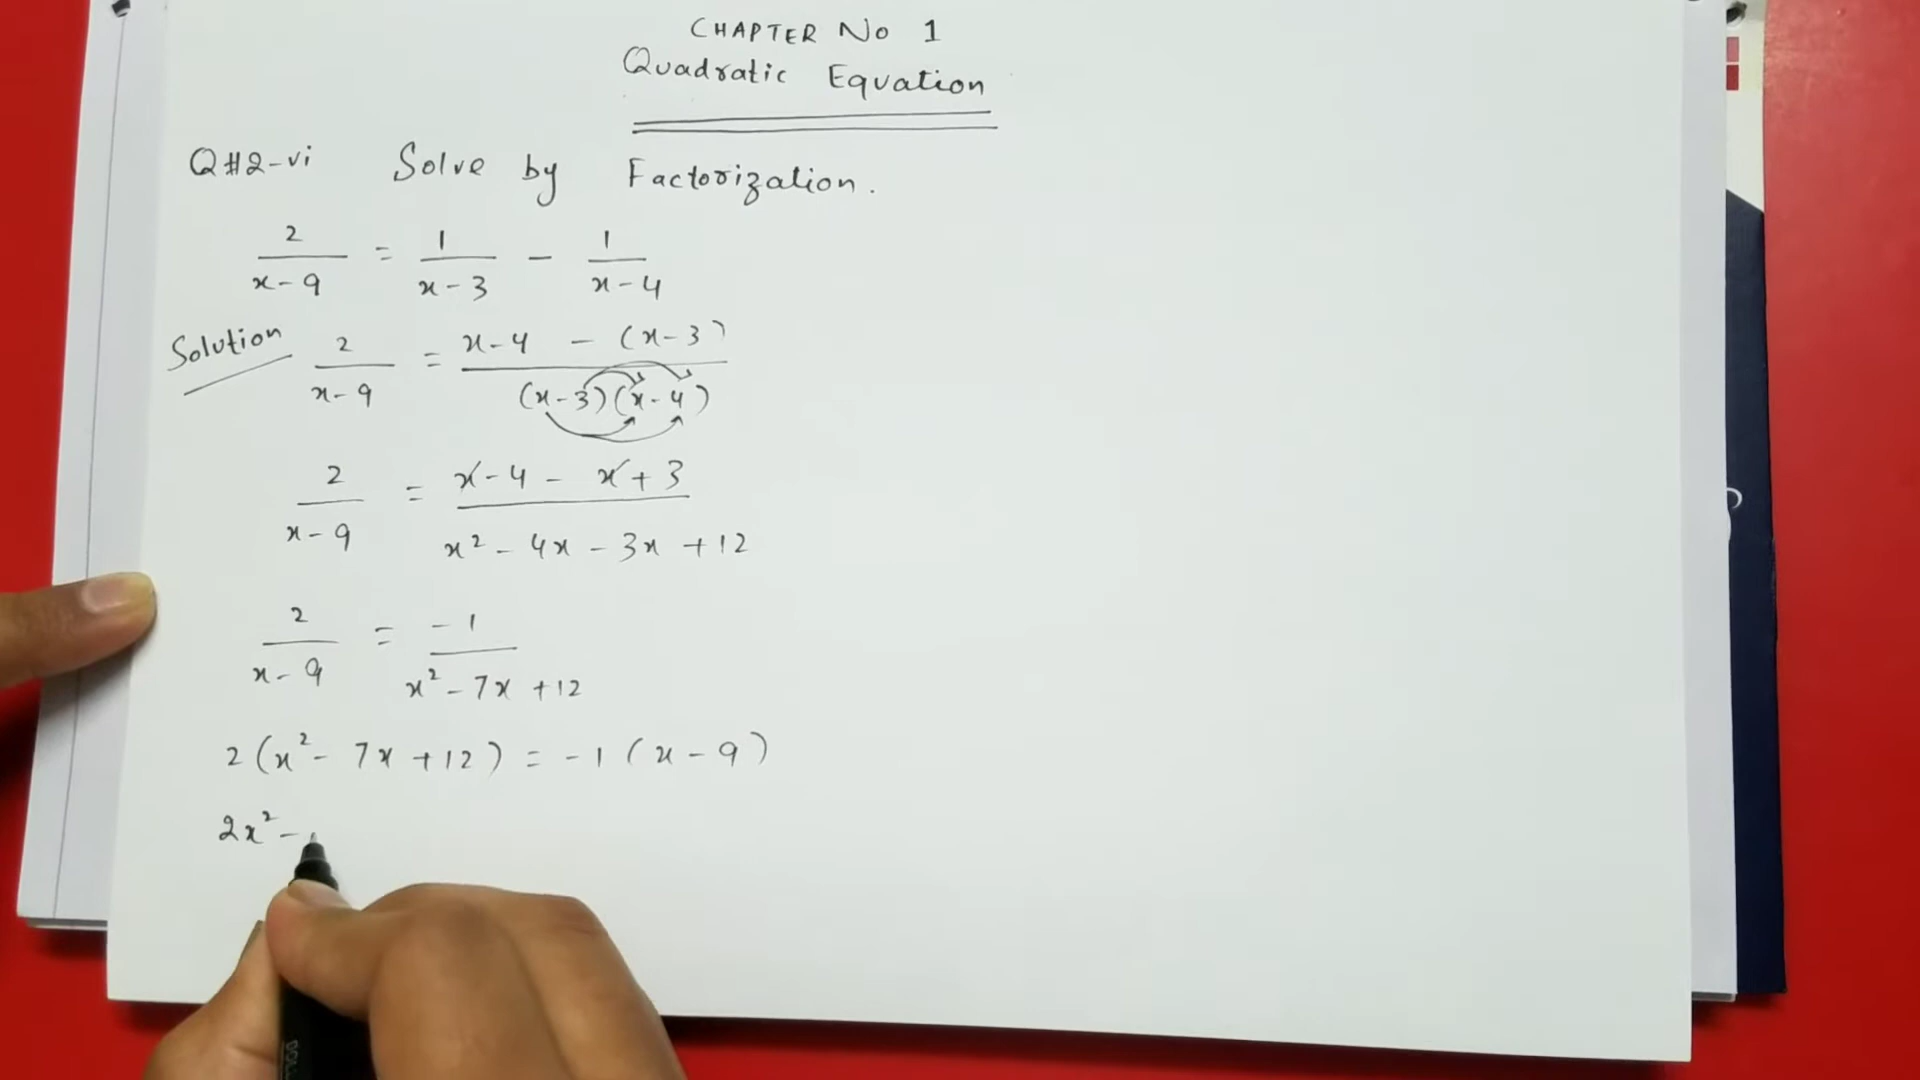 CHAPTER No 1
Quadratic Equation
Q#2-vi Solve by Factorization.
2/(x-9) = 1/(x-3) - 1/(x-4)
Solution 2/(x-9) = (x-4 - (x-3))/((x-3)(x-4))
2/(x-9) = (x-4 - x+3)/(x² - 4x - 3x + 12)
2/(x-9) = -1/(x² - 7x + 12)
2(x² - 7x + 12) = -1(x - 9)
2x² -